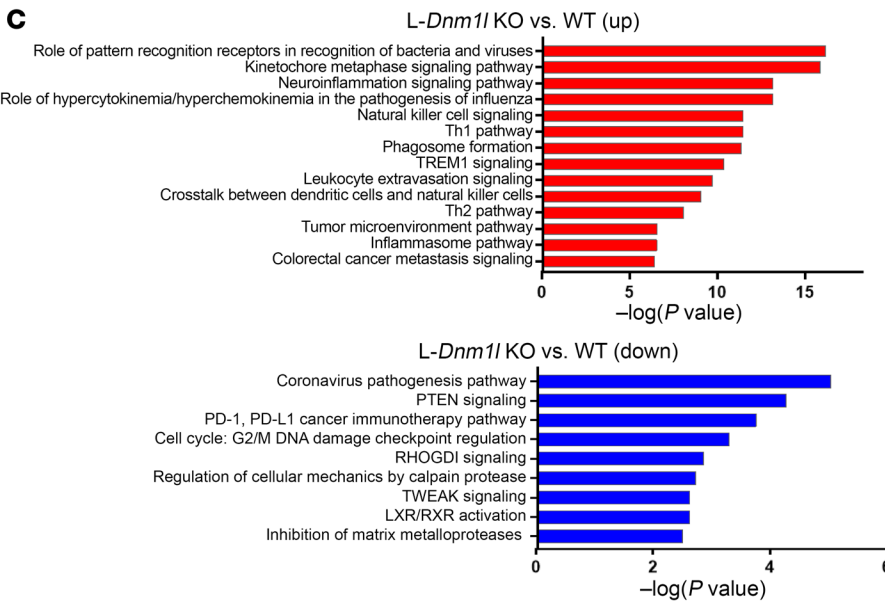 c
L-Dnm1l KO vs. WT (up)
Role of pattern recognition receptors in recognition of bacteria and viruses
Kinetochore metaphase signaling pathway
Neuroinflammation signaling pathway
Role of hypercytokinemia/hyperchemokinemia in the pathogenesis of influenza
Natural killer cell signaling
Th1 pathway
Phagosome formation
TREM1 signaling
Leukocyte extravasation signaling
Crosstalk between dendritic cells and natural killer cells
Th2 pathway
Tumor microenvironment pathway
Inflammasome pathway
Colorectal cancer metastasis signaling
0 5 10 15
–log(P value)
L-Dnm1l KO vs. WT (down)
Coronavirus pathogenesis pathway
PTEN signaling
PD-1, PD-L1 cancer immunotherapy pathway
Cell cycle: G2/M DNA damage checkpoint regulation
RHOGDI signaling
Regulation of cellular mechanics by calpain protease
TWEAK signaling
LXR/RXR activation
Inhibition of matrix metalloproteases
0 2 4 6
–log(P value)